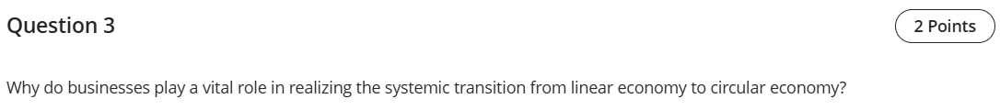 Question 3
2 Points
Why do businesses play a vital role in realizing the systemic transition from linear economy to circular economy?